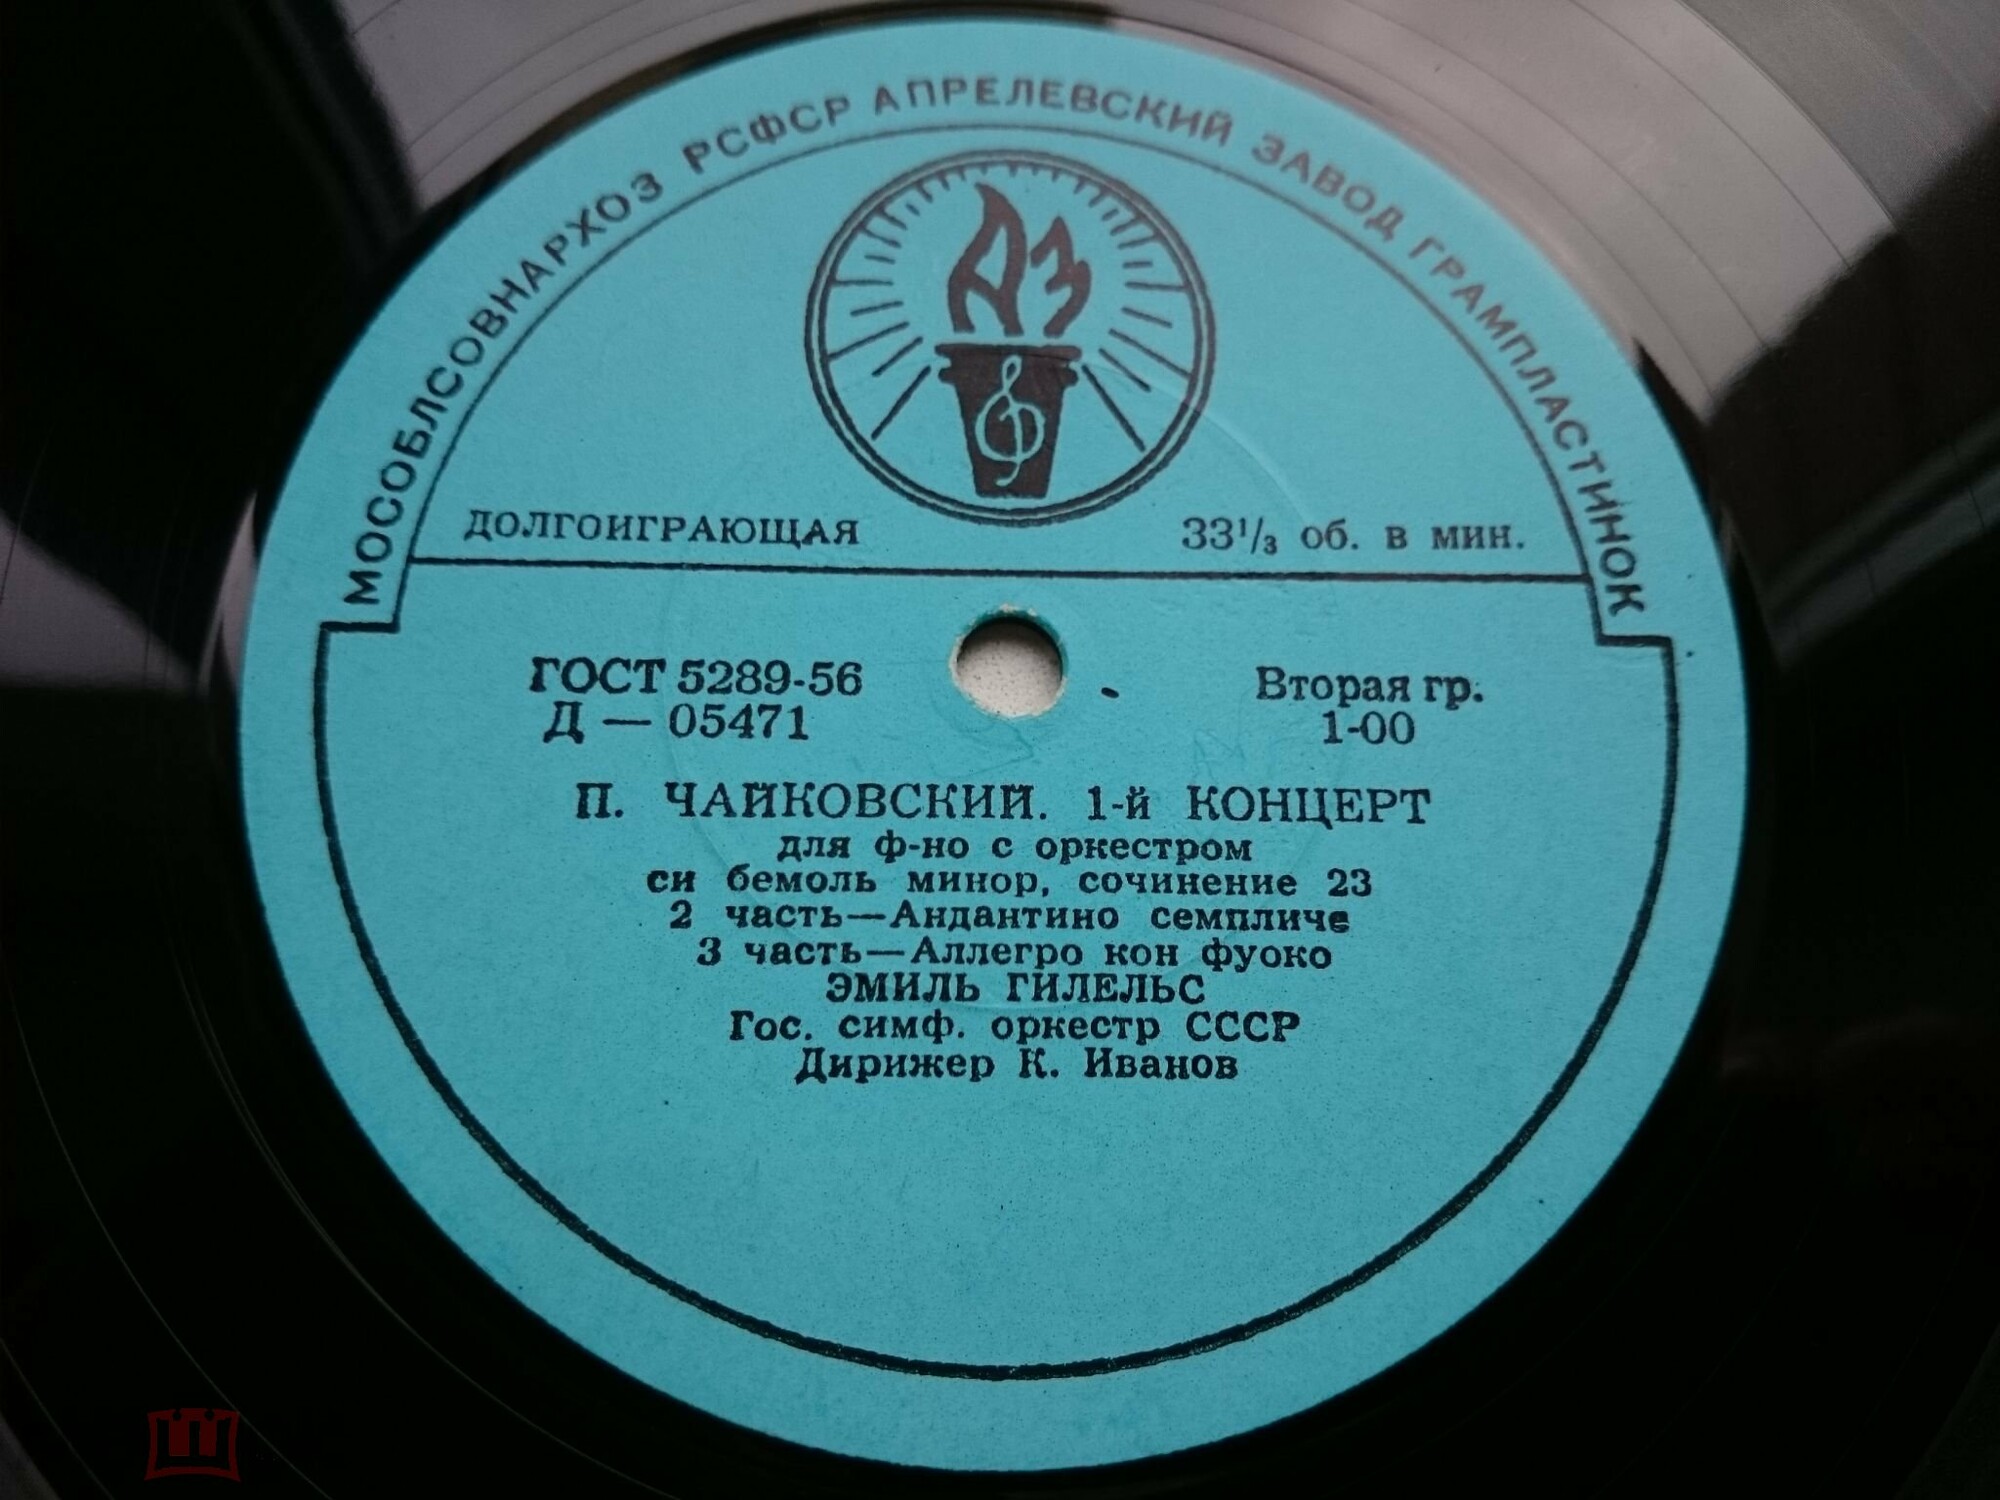 МОСОБЛСОВНАРХОЗ РСФСР АПРЕЛЕВСКИЙ ЗАВОД ГРАМПЛАСТИНОК
АЗ
ДОЛГОИГРАЮЩАЯ 33¹/₃ об. в мин.
ГОСТ 5289-56 Вторая гр.
Д — 05471 1-00
П. ЧАЙКОВСКИЙ. 1-й КОНЦЕРТ
для ф-но с оркестром
си бемоль минор, сочинение 23
2 часть—Андантино семпличе
3 часть—Аллегро кон фуоко
ЭМИЛЬ ГИЛЕЛЬС
Гос. симф. оркестр СССР
Дирижер К. Иванов